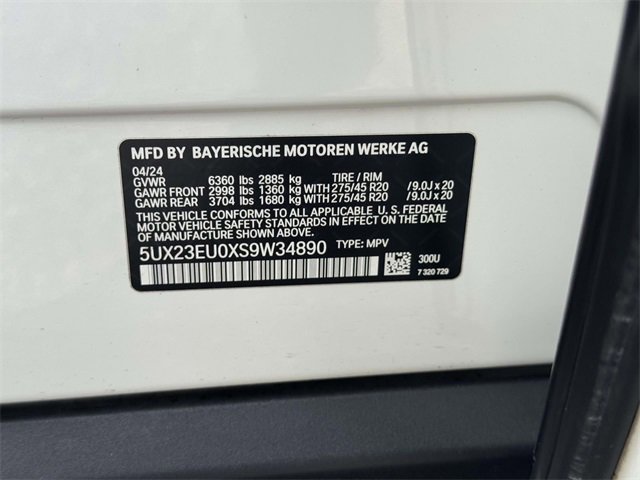 MFD BY BAYERISCHE MOTOREN WERKE AG
04/24
GVWR 6360 lbs 2885 kg TIRE / RIM
GAWR FRONT 2998 lbs 1360 kg WITH 275/45 R20 /9.0J x 20
GAWR REAR 3704 lbs 1680 kg WITH 275/45 R20 /9.0J x 20
THIS VEHICLE CONFORMS TO ALL APPLICABLE U. S. FEDERAL
MOTOR VEHICLE SAFETY STANDARDS IN EFFECT ON THE DATE
OF MANUFACTURE SHOWN ABOVE.
5UX23EU0XS9W34890 TYPE: MPV
300U
7 320 729